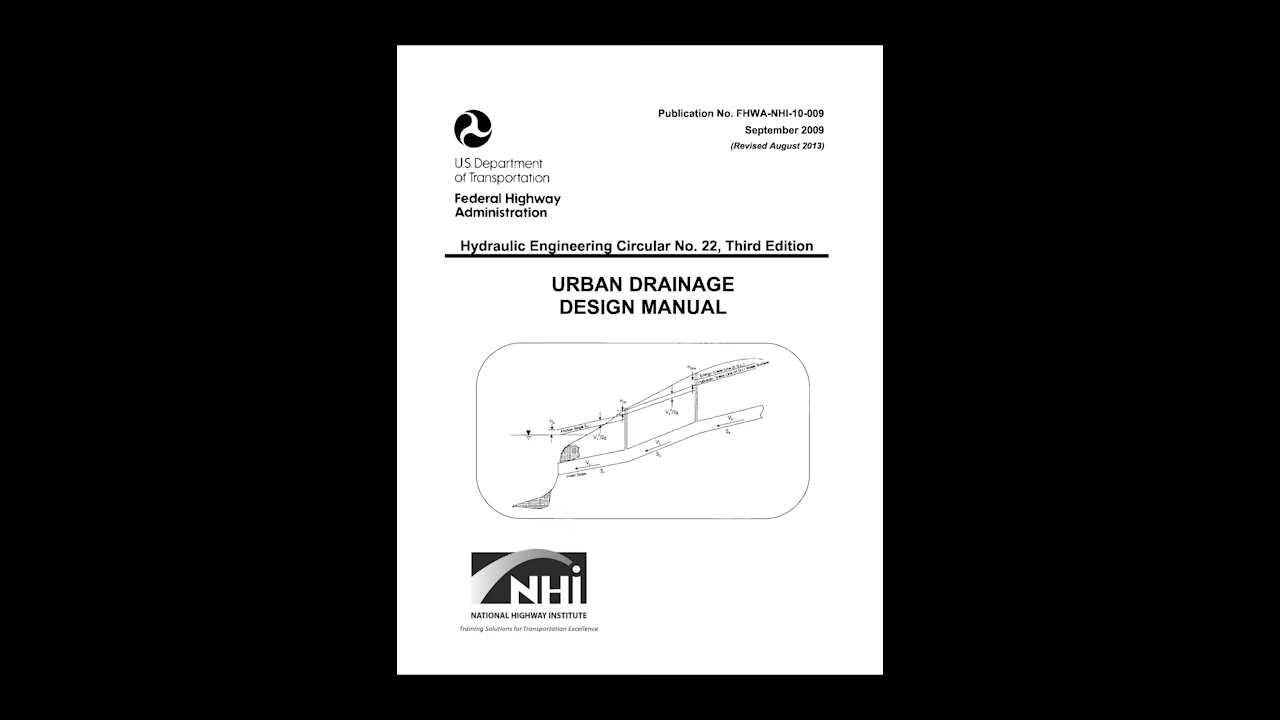 Publication No. FHWA-NHI-10-009
September 2009
(Revised August 2013)
U.S. Department
of Transportation
Federal Highway
Administration
Hydraulic Engineering Circular No. 22, Third Edition
URBAN DRAINAGE
DESIGN MANUAL
NHI
NATIONAL HIGHWAY INSTITUTE
Training Solutions for Transportation Excellence